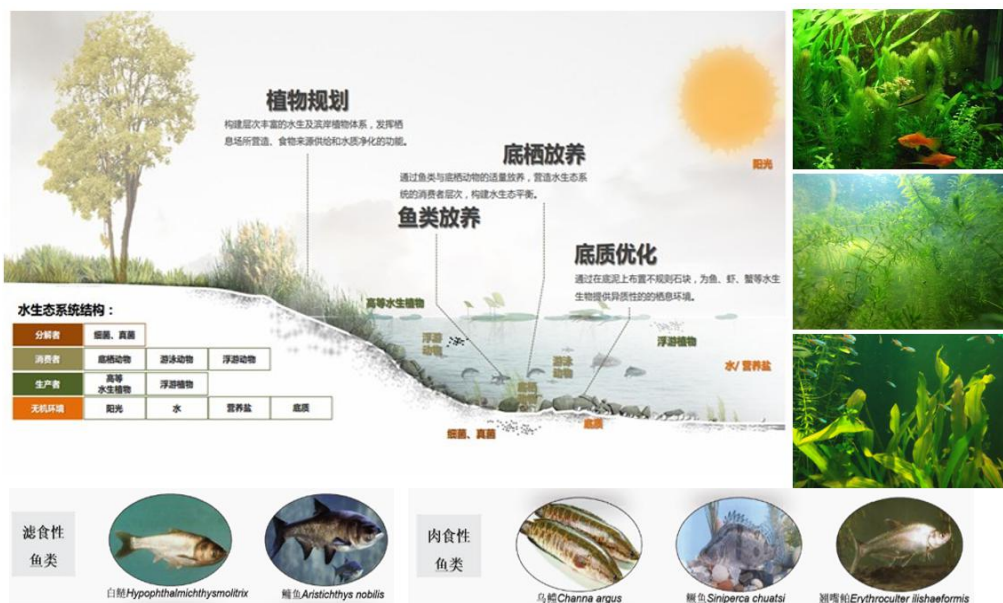 植物规划
构建层次丰富的水生及滨岸植物体系，发挥栖
息场所营造、食物来源供给和水质净化的功能。
底栖放养
通过鱼类与底栖动物的适量放养，营造水生态系
统的消费者层次，构建水生态平衡。
鱼类放养
底质优化
通过在底泥上布置不规则石块，为鱼、虾、蟹等水生
生物提供异质性的的栖息环境。
阳光
高等水生植物
浮游
动物
游泳
动物
浮游植物
水/营养盐
底栖
底质
细菌、真菌
水生态系统结构：
分解者 细菌、真菌
消费者 底栖动物 游泳动物 浮游动物
生产者 高等
水生植物 浮游植物
无机环境 阳光 水 营养盐 底质
滤食性
鱼类
白鲢Hypophthalmichthysmolitrix
鳙鱼Aristichthys nobilis
肉食性
鱼类
乌鳢Channa argus
鳜鱼Siniperca chuatsi
翘嘴鲌Erythroculter ilishaeformis